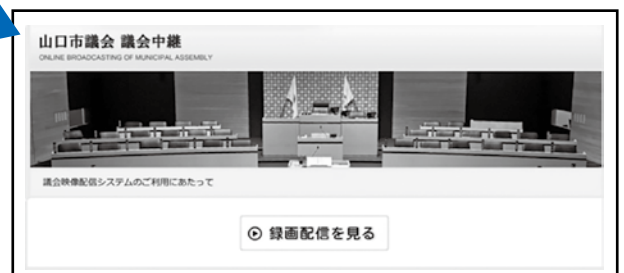 山口市議会 議会中継
ONLINE BROADCASTING OF MUNICIPAL ASSEMBLY
議会映像配信システムのご利用にあたって
録画配信を見る